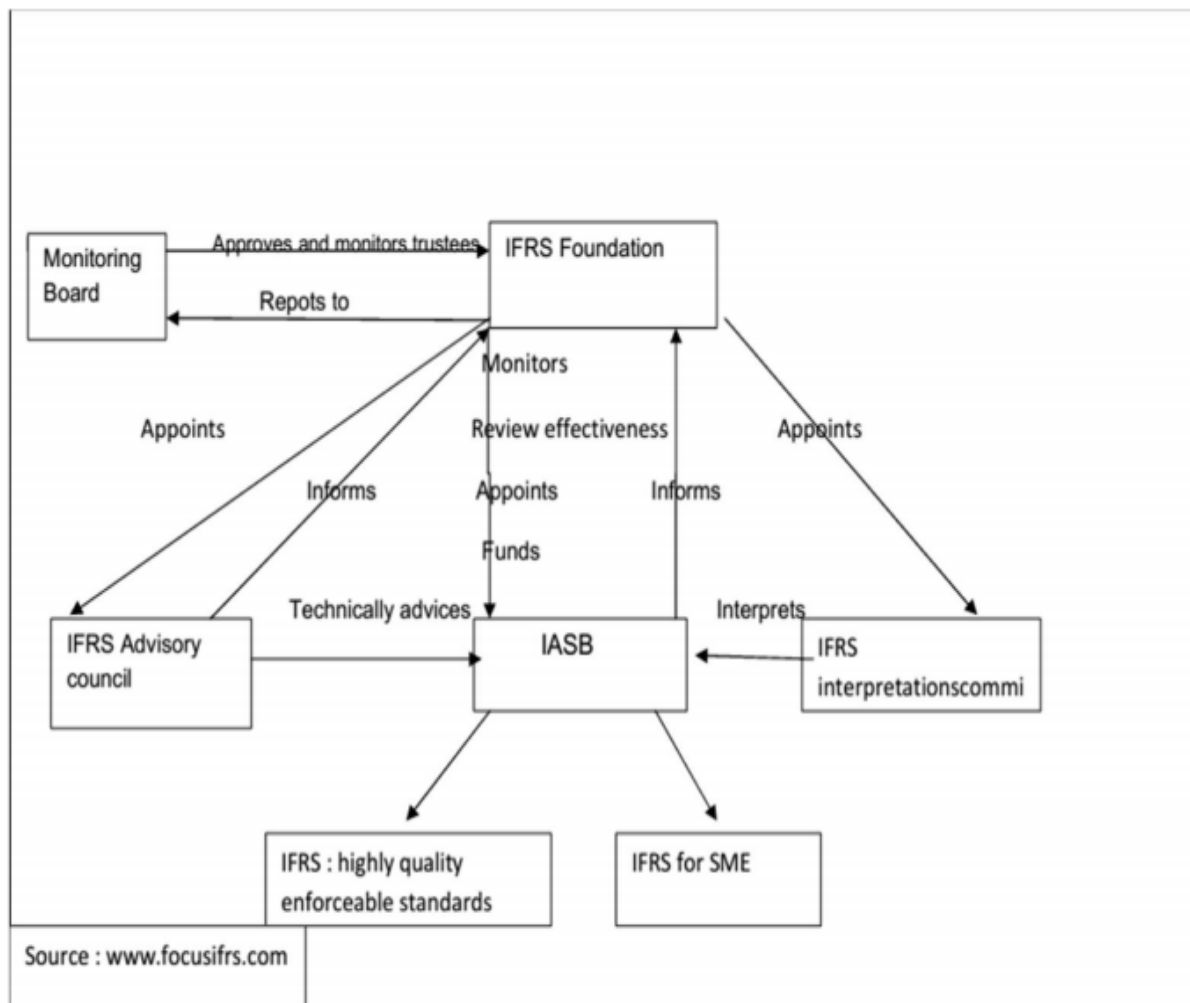 Approves and monitors trustees
IFRS Foundation
Monitoring
Board
Repots to
Monitors
Appoints
Review effectiveness
Appoints
Informs
Appoints
Informs
Funds
Technically advices
Interprets
IFRS Advisory
council
IASB
IFRS
interpretationscommi
IFRS : highly quality
enforceable standards
IFRS for SME
Source : www.focusifrs.com